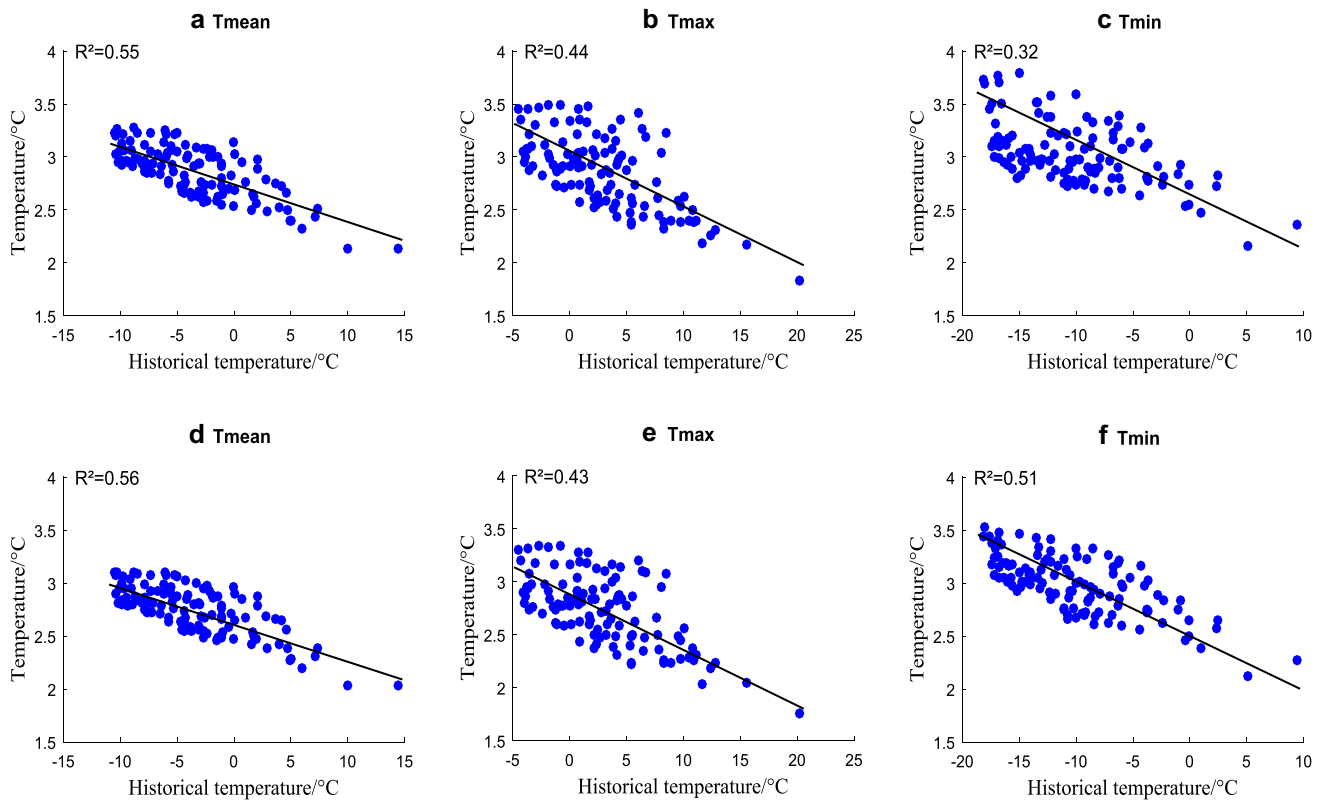 a Tmean
R²=0.55
4
3.5
3
2.5
2
1.5
Temperature/°C
-15 -10 -5 0 5 10 15
Historical temperature/°C
b Tmax
R²=0.44
4
3.5
3
2.5
2
1.5
Temperature/°C
-5 0 5 10 15 20 25
Historical temperature/°C
c Tmin
R²=0.32
4
3.5
3
2.5
2
1.5
Temperature/°C
-20 -15 -10 -5 0 5 10
Historical temperature/°C
d Tmean
R²=0.56
4
3.5
3
2.5
2
1.5
Temperature/°C
-15 -10 -5 0 5 10 15
Historical temperature/°C
e Tmax
R²=0.43
4
3.5
3
2.5
2
1.5
Temperature/°C
-5 0 5 10 15 20 25
Historical temperature/°C
f Tmin
R²=0.51
4
3.5
3
2.5
2
1.5
Temperature/°C
-20 -15 -10 -5 0 5 10
Historical temperature/°C